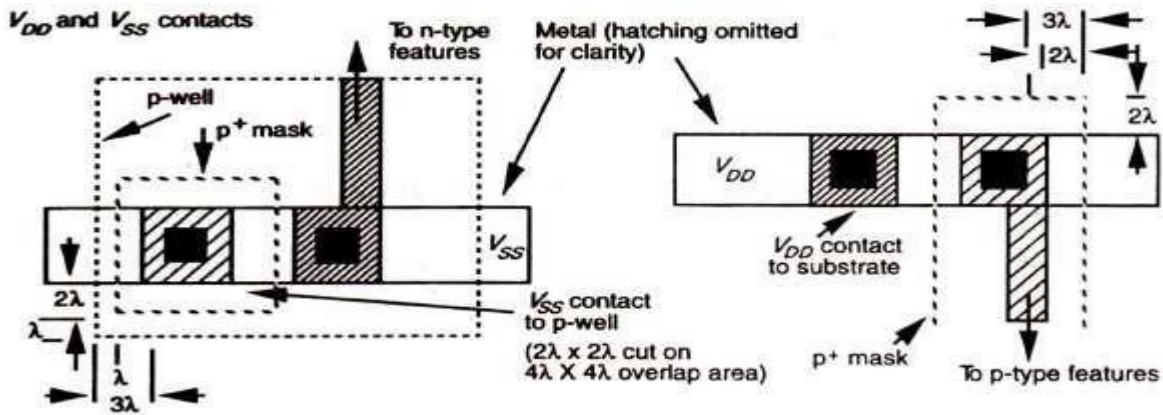 V_DD and V_SS contacts
To n-type
features
Metal (hatching omitted
for clarity)
3λ
2λ
p-well
p+ mask
2λ
V_DD
V_SS
V_DD contact
to substrate
2λ
λ
V_SS contact
to p-well
(2λ x 2λ cut on
4λ X 4λ overlap area)
p+ mask
To p-type features
λ
3λ